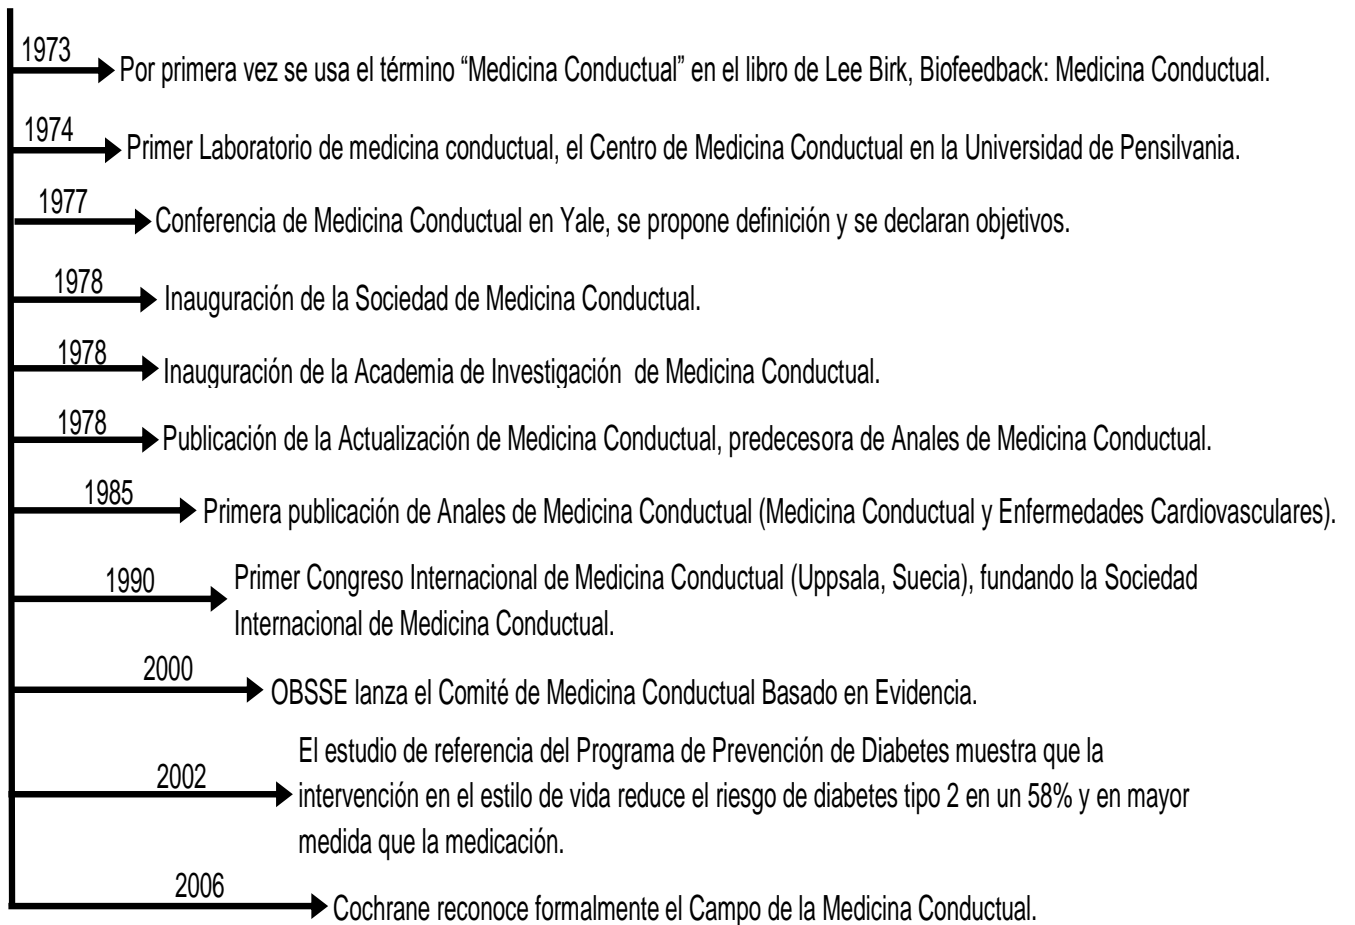 1973
Por primera vez se usa el término “Medicina Conductual” en el libro de Lee Birk, Biofeedback: Medicina Conductual.
1974
Primer Laboratorio de medicina conductual, el Centro de Medicina Conductual en la Universidad de Pensilvania.
1977
Conferencia de Medicina Conductual en Yale, se propone definición y se declaran objetivos.
1978
Inauguración de la Sociedad de Medicina Conductual.
1978
Inauguración de la Academia de Investigación de Medicina Conductual.
1978
Publicación de la Actualización de Medicina Conductual, predecesora de Anales de Medicina Conductual.
1985
Primera publicación de Anales de Medicina Conductual (Medicina Conductual y Enfermedades Cardiovasculares).
1990
Primer Congreso Internacional de Medicina Conductual (Uppsala, Suecia), fundando la Sociedad
Internacional de Medicina Conductual.
2000
OBSSE lanza el Comité de Medicina Conductual Basado en Evidencia.
2002
El estudio de referencia del Programa de Prevención de Diabetes muestra que la
intervención en el estilo de vida reduce el riesgo de diabetes tipo 2 en un 58% y en mayor
medida que la medicación.
2006
Cochrane reconoce formalmente el Campo de la Medicina Conductual.